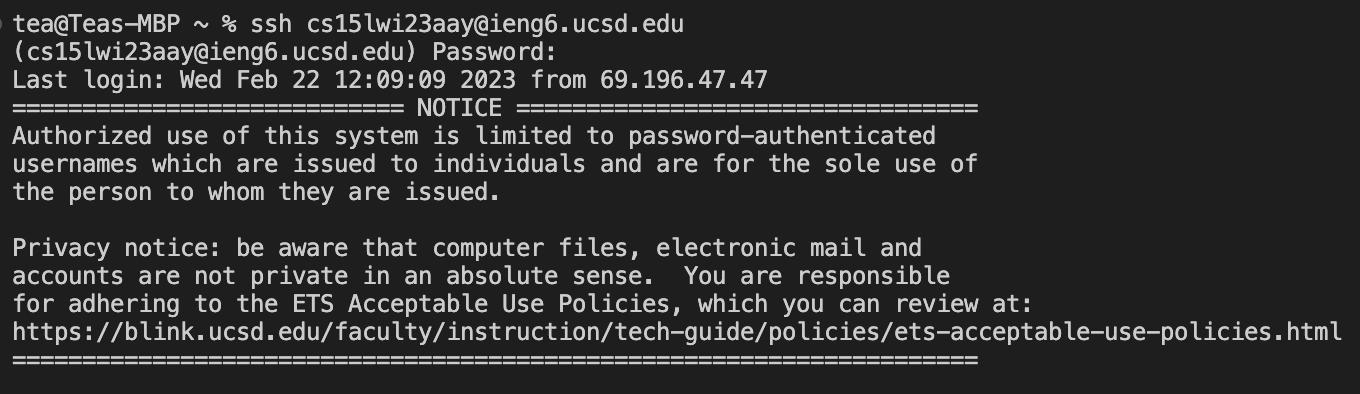 tea@Teas-MBP ~ % ssh cs15lwi23aay@ieng6.ucsd.edu
(cs15lwi23aay@ieng6.ucsd.edu) Password:
Last login: Wed Feb 22 12:09:09 2023 from 69.196.47.47
============================ NOTICE =================================
Authorized use of this system is limited to password-authenticated
usernames which are issued to individuals and are for the sole use of
the person to whom they are issued.

Privacy notice: be aware that computer files, electronic mail and
accounts are not private in an absolute sense.  You are responsible
for adhering to the ETS Acceptable Use Policies, which you can review at:
https://blink.ucsd.edu/faculty/instruction/tech-guide/policies/ets-acceptable-use-policies.html
=====================================================================